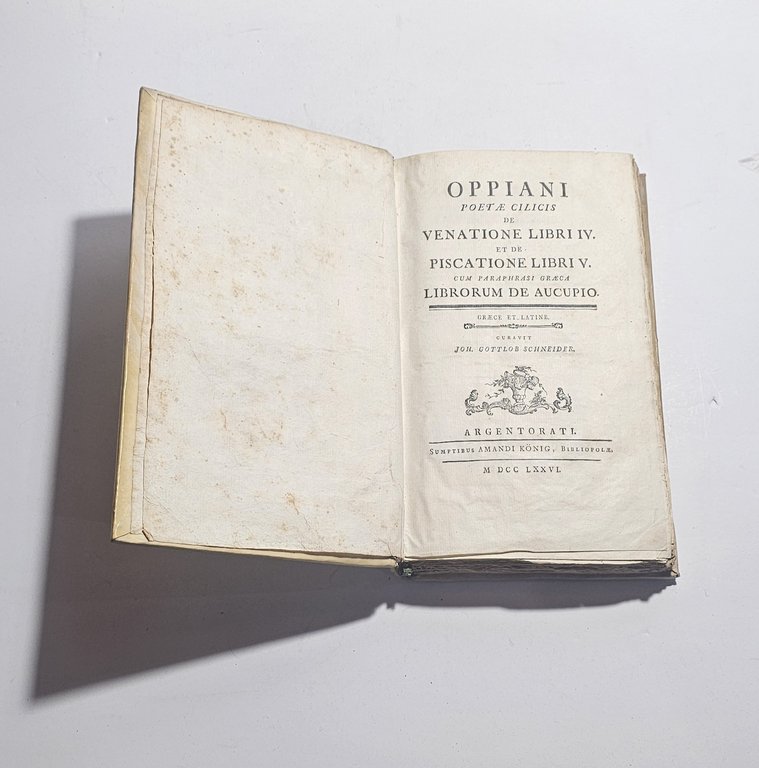 OPPIANI
POETÆ CILICIS
DE
VENATIONE LIBRI IV.
ET DE
PISCATIONE LIBRI V.
CUM PARAPHRASI GRÆCA
LIBRORUM DE AUCUPIO.
GRÆCE ET LATINE.
CURAVIT
JOH. GOTTLOB SCHNEIDER.
ARGENTORATI.
SUMPTIBUS AMANDI KÖNIG, BIBLIOPOLÆ.
M DCC LXXVI.